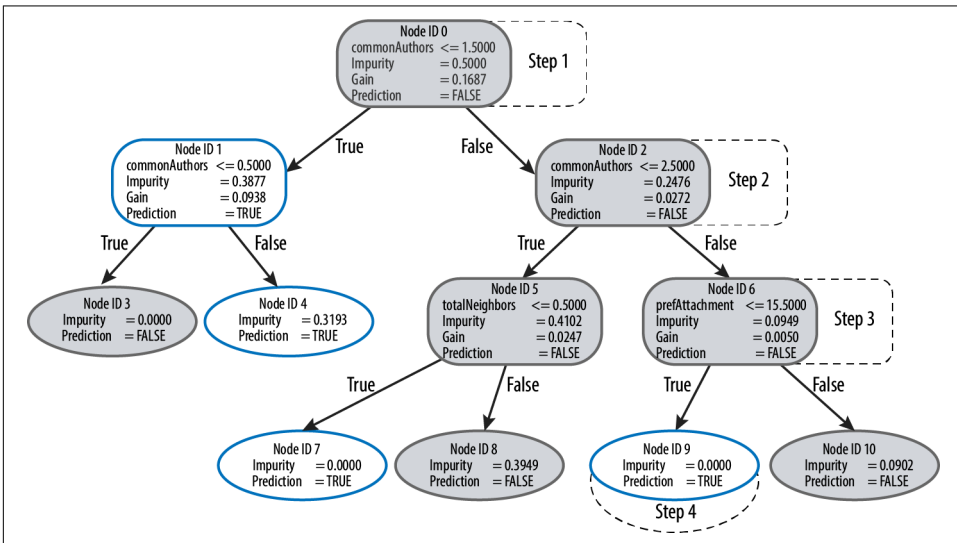 Node ID 0
commonAuthors <= 1.5000
Impurity = 0.5000
Gain = 0.1687
Prediction = FALSE
Step 1
True
False
Node ID 1
commonAuthors <= 0.5000
Impurity = 0.3877
Gain = 0.0938
Prediction = TRUE
Node ID 2
commonAuthors <= 2.5000
Impurity = 0.2476
Gain = 0.0272
Prediction = FALSE
Step 2
True
False
True
False
Node ID 3
Impurity = 0.0000
Prediction = FALSE
Node ID 4
Impurity = 0.3193
Prediction = TRUE
Node ID 5
totalNeighbors <= 0.5000
Impurity = 0.4102
Gain = 0.0247
Prediction = FALSE
Node ID 6
prefAttachment <= 15.5000
Impurity = 0.0949
Gain = 0.0050
Prediction = FALSE
Step 3
True
False
True
False
Node ID 7
Impurity = 0.0000
Prediction = TRUE
Node ID 8
Impurity = 0.3949
Prediction = FALSE
Node ID 9
Impurity = 0.0000
Prediction = TRUE
Node ID 10
Impurity = 0.0902
Prediction = FALSE
Step 4